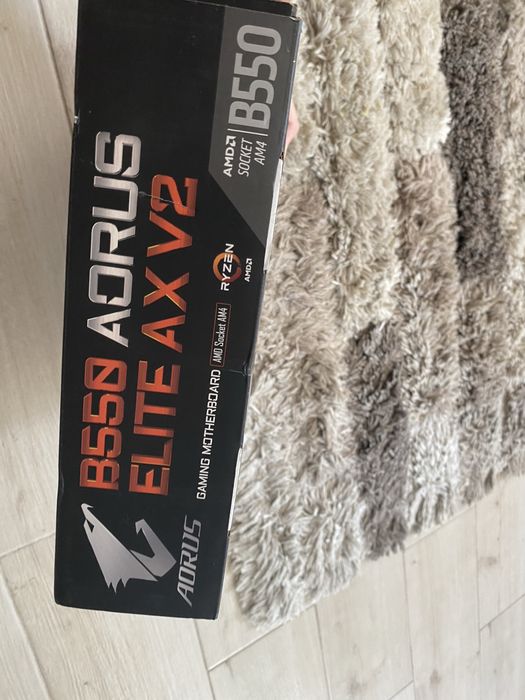 B550 AORUS
ELITE AX V2
GAMING MOTHERBOARD AMD Socket AM4
RYZEN
AMD
AORUS
AMD
SOCKET
AM4
B550